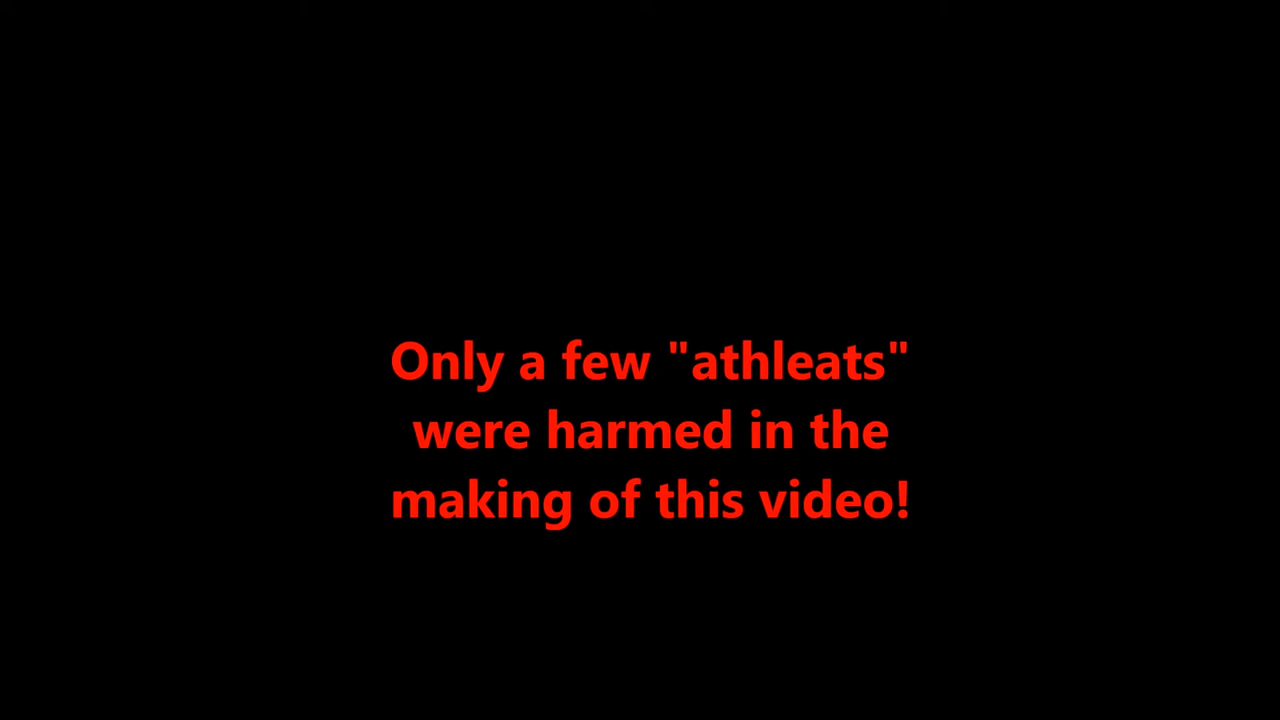 Only a few "athleats"
were harmed in the
making of this video!